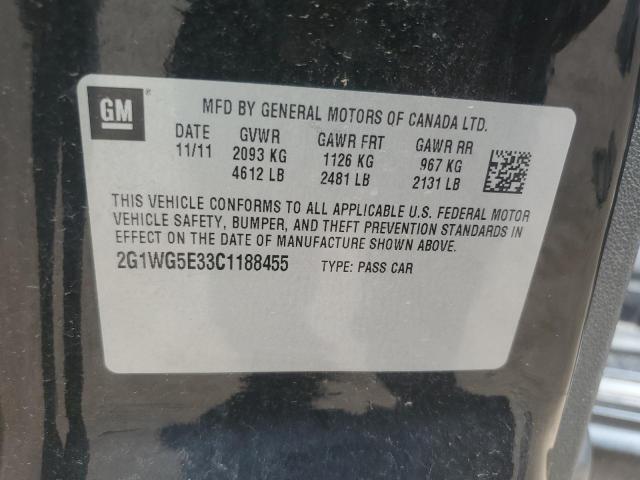 GM ®
MFD BY GENERAL MOTORS OF CANADA LTD.
DATE GVWR GAWR FRT GAWR RR
11/11 2093 KG 1126 KG 967 KG
4612 LB 2481 LB 2131 LB
THIS VEHICLE CONFORMS TO ALL APPLICABLE U.S. FEDERAL MOTOR
VEHICLE SAFETY, BUMPER, AND THEFT PREVENTION STANDARDS IN
EFFECT ON THE DATE OF MANUFACTURE SHOWN ABOVE.
2G1WG5E33C1188455 TYPE: PASS CAR